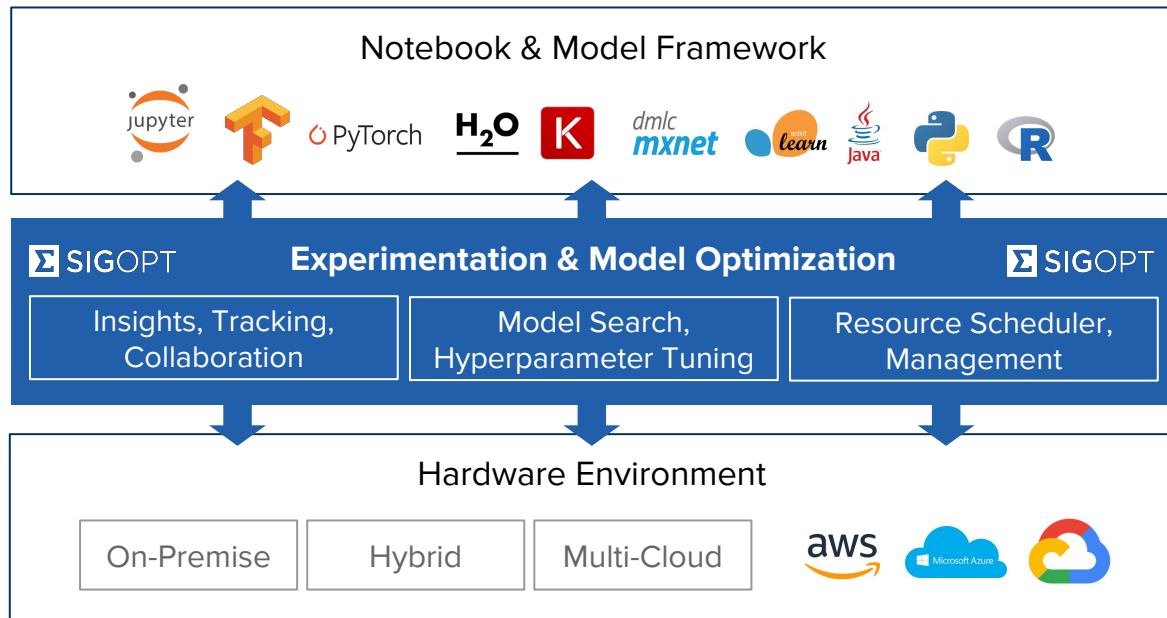 Notebook & Model Framework
jupyter
PyTorch
H2O
K
dmlc
mxnet
scikit
learn
Java
R
SIGOPT
Experimentation & Model Optimization
SIGOPT
Insights, Tracking,
Collaboration
Model Search,
Hyperparameter Tuning
Resource Scheduler,
Management
Hardware Environment
On-Premise
Hybrid
Multi-Cloud
aws
Microsoft Azure